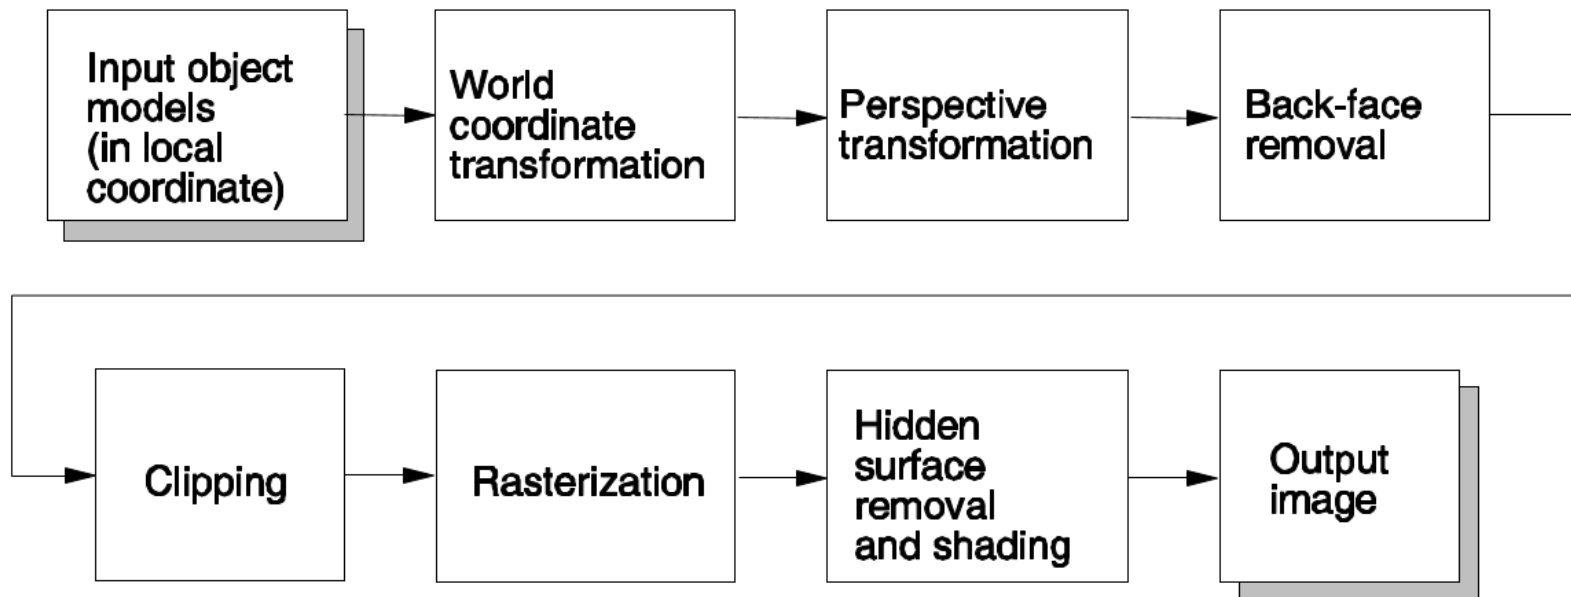 Input object
models
(in local
coordinate)
World
coordinate
transformation
Perspective
transformation
Back-face
removal
Clipping
Rasterization
Hidden
surface
removal
and shading
Output
image